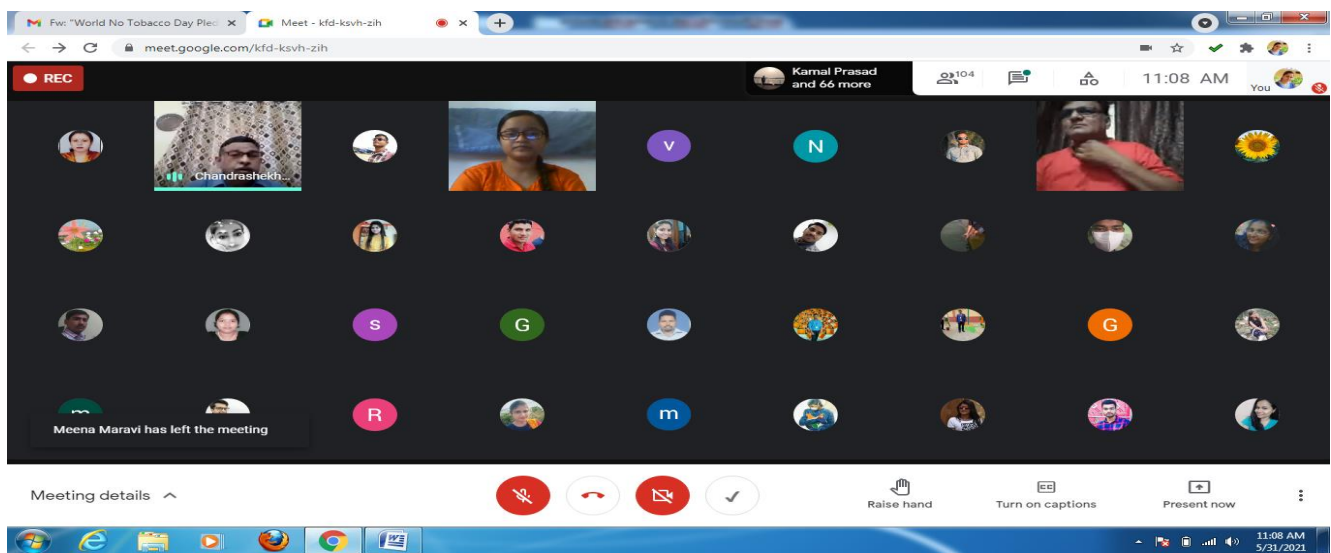 Fw: "World No Tobacco Day Plec
Meet - kfd-ksvh-zih
meet.google.com/kfd-ksvh-zih
REC
Kamal Prasad
and 66 more
104
11:08 AM
You
Chandrashekh...
V
N
S
G
G
m
R
m
Meena Maravi has left the meeting
Meeting details
Raise hand
CC
Turn on captions
Present now
W
11:08 AM
5/31/2021